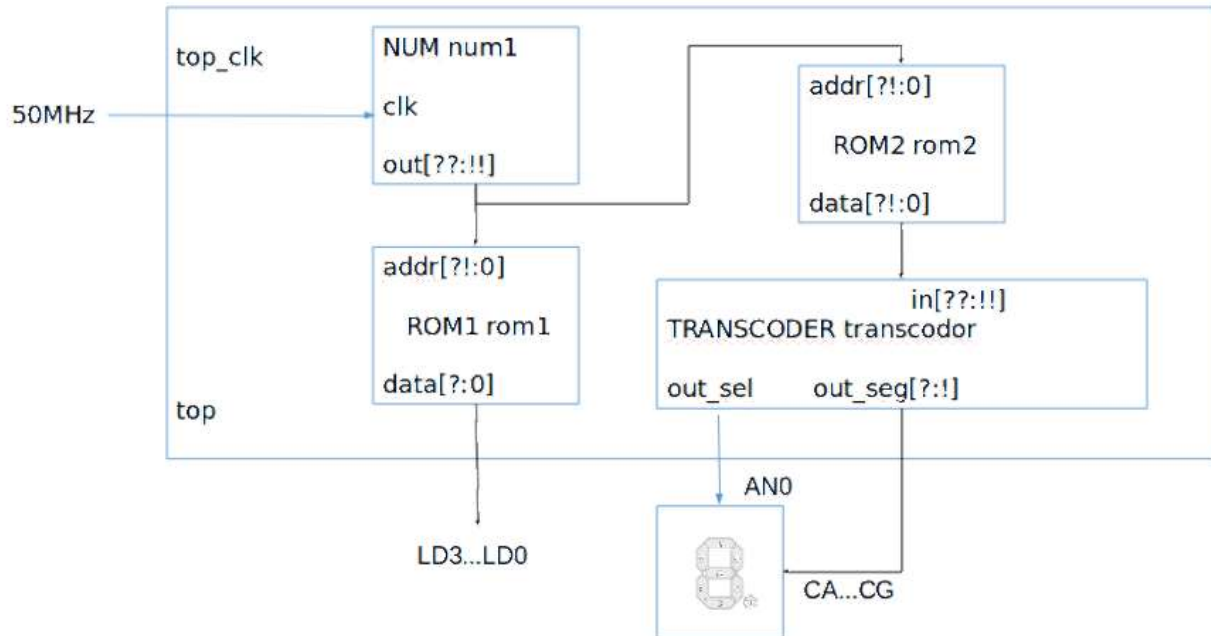 top_clk
50MHz
NUM num1
clk
out[??:!!]
addr[?!:0]
ROM2 rom2
data[?!:0]
addr[?!:0]
ROM1 rom1
data[?:0]
in[??:!!]
TRANSCODER transcodor
out_sel
out_seg[?:!]
top
AN0
LD3...LD0
CA...CG